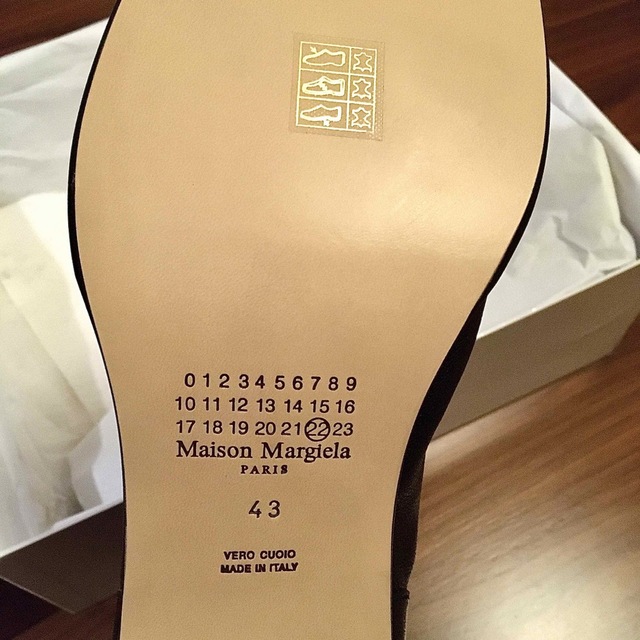 0 1 2 3 4 5 6 7 8 9
10 11 12 13 14 15 16
17 18 19 20 21 22 23
Maison Margiela
PARIS
43
VERO CUOIO
MADE IN ITALY